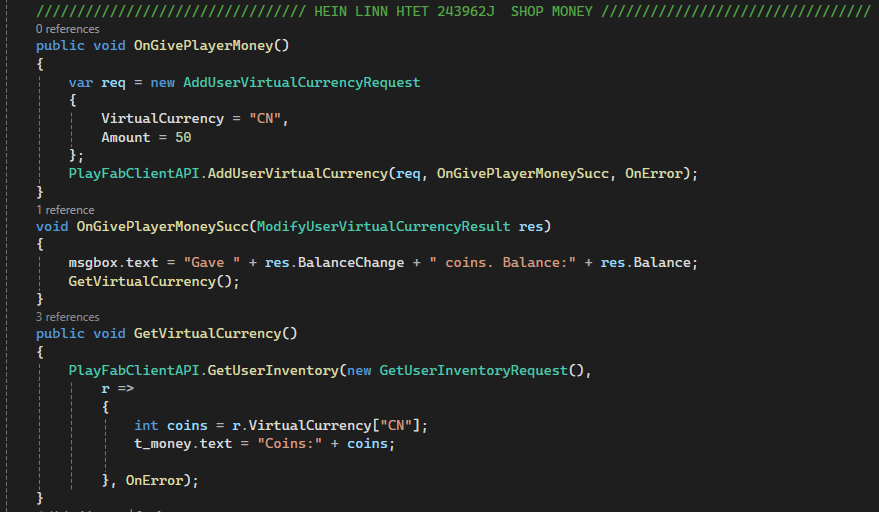 ///////////////////////////////// HEIN LINN HTET 243962J  SHOP MONEY /////////////////////////////////
0 references
public void OnGivePlayerMoney()
{
    var req = new AddUserVirtualCurrencyRequest
    {
        VirtualCurrency = "CN",
        Amount = 50
    };
    PlayFabClientAPI.AddUserVirtualCurrency(req, OnGivePlayerMoneySucc, OnError);
}
1 reference
void OnGivePlayerMoneySucc(ModifyUserVirtualCurrencyResult res)
{
    msgbox.text = "Gave " + res.BalanceChange + " coins. Balance:" + res.Balance;
    GetVirtualCurrency();
}
3 references
public void GetVirtualCurrency()
{
    PlayFabClientAPI.GetUserInventory(new GetUserInventoryRequest(),
        r =>
        {
            int coins = r.VirtualCurrency["CN"];
            t_money.text = "Coins:" + coins;
        }, OnError);
}